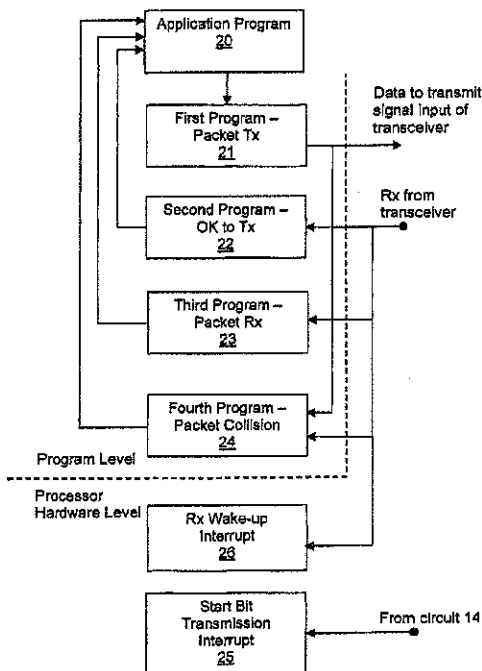 Application Program
20
First Program –
Packet Tx
21
Data to transmit
signal input of
transceiver
Rx from
transceiver
Second Program –
OK to Tx
22
Third Program –
Packet Rx
23
Fourth Program –
Packet Collision
24
Program Level
Processor
Hardware Level
Rx Wake-up
Interrupt
26
Start Bit
Transmission
Interrupt
25
From circuit 14